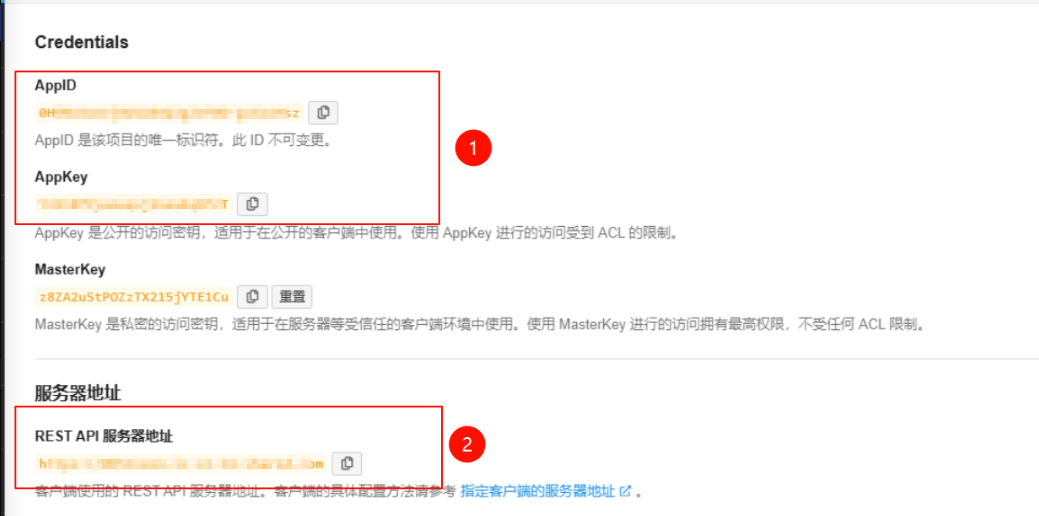 Credentials
AppID
AppID 是该项目的唯一标识符。此 ID 不可变更。
1
AppKey
AppKey 是公开的访问密钥，适用于在公开的客户端中使用。使用 AppKey 进行的访问受到 ACL 的限制。
MasterKey
z8ZA2uStPOZzTX215jYTE1Cu 重置
MasterKey 是私密的访问密钥，适用于在服务器等受信任的客户端环境中使用。使用 MasterKey 进行的访问拥有最高权限，不受任何 ACL 限制。
服务器地址
REST API 服务器地址
2
客户端使用的 REST API 服务器地址。客户端的具体配置方法请参考 指定客户端的服务器地址 。